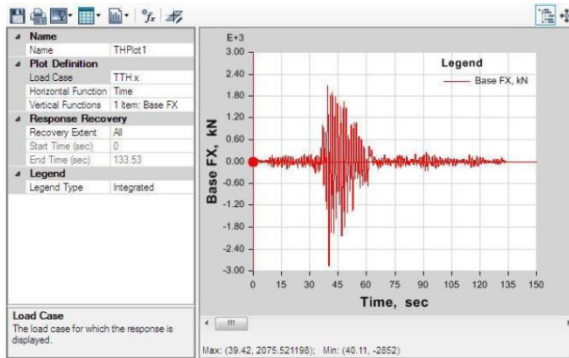 Name
Name THPlot1
Plot Definition
Load Case TTH x
Horizontal Function Time
Vertical Functions 1 Item: Base FX
Response Recovery
Recovery Extent All
Start Time (sec) 0
End Time (sec) 133.53
Legend
Legend Type Integrated
Load Case
The load case for which the response is
displayed.
E+3
3.00
2.40
1.80
1.20
0.60
0.00
-0.60
-1.20
-1.80
-2.40
-3.00
Base FX, kN
Legend
Base FX, kN
0 15 30 45 60 75 90 105 120 135 150
Time, sec
Max: (39.42, 2075.521198); Min: (40.11, -2852)